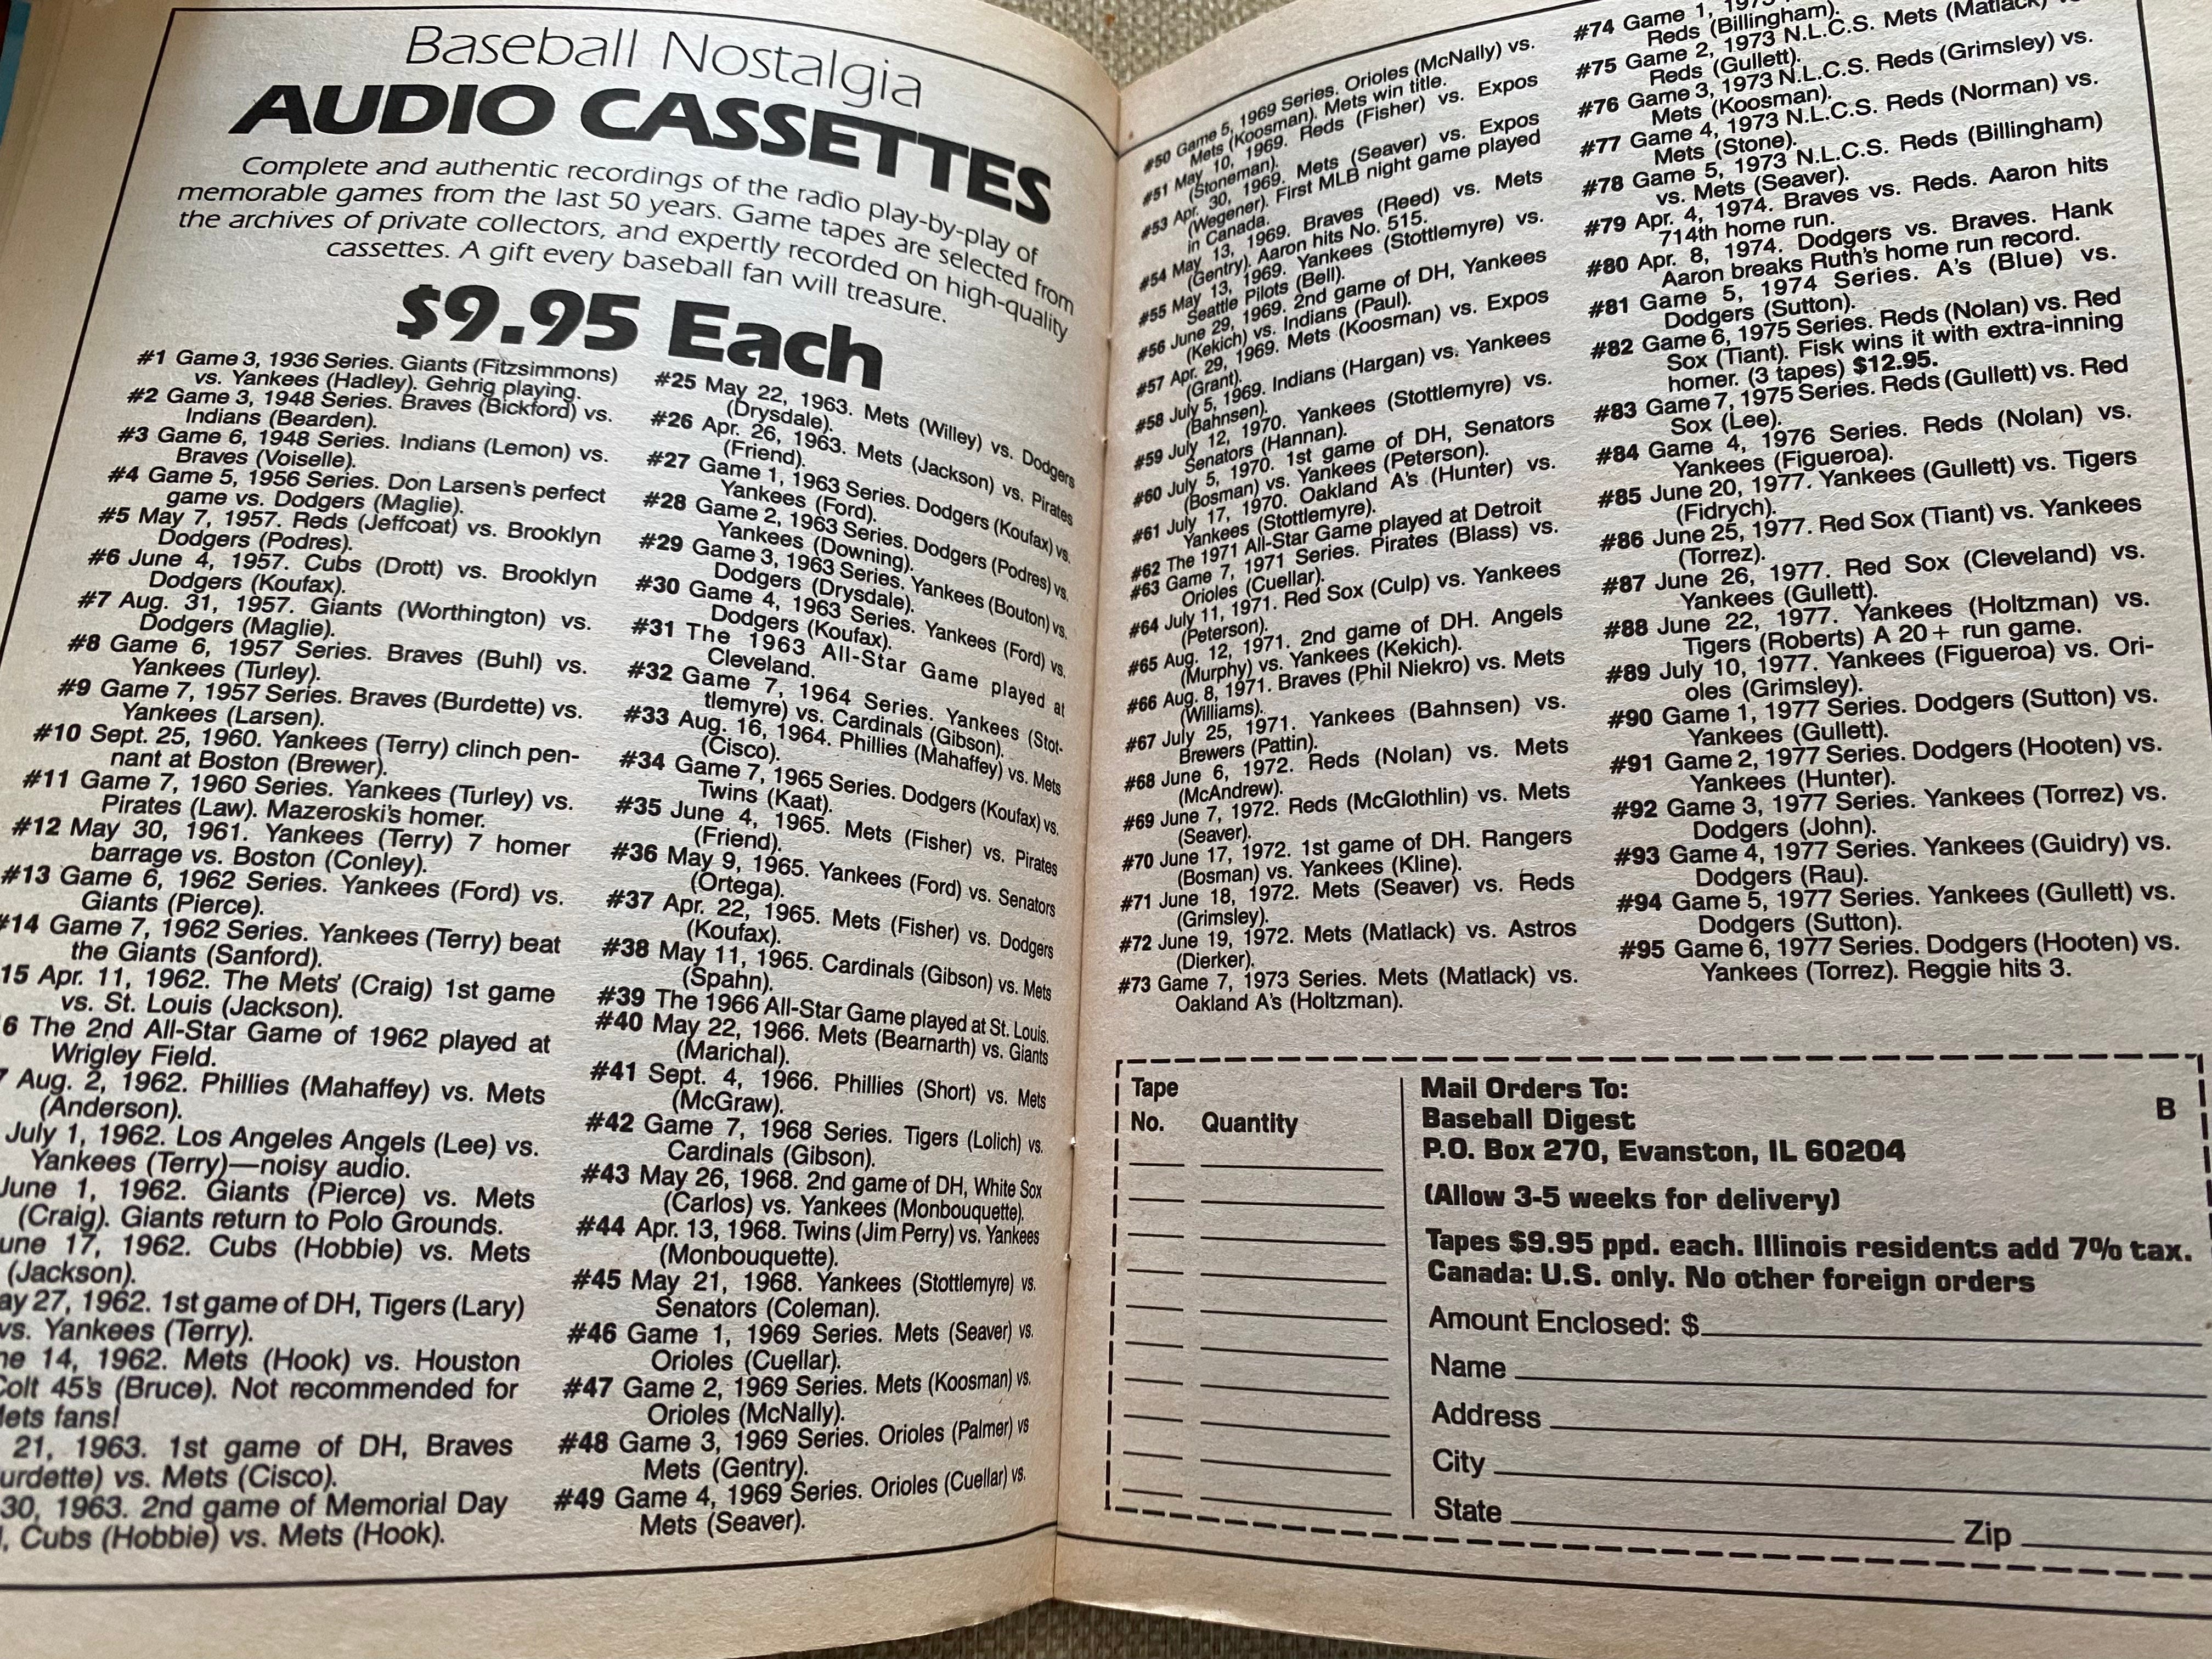 Baseball Nostalgia
AUDIO CASSETTES
Complete and authentic recordings of the radio play-by-play of
memorable games from the last 50 years. Game tapes are selected from
the archives of private collectors, and expertly recorded on high-quality
cassettes. A gift every baseball fan will treasure.
$9.95 Each
#1 Game 3, 1936 Series. Giants (Fitzsimmons)
vs. Yankees (Hadley). Gehrig playing.
#2 Game 3, 1948 Series. Braves (Bickford) vs.
Indians (Bearden).
#3 Game 6, 1948 Series. Indians (Lemon) vs.
Braves (Voiselle).
#4 Game 5, 1956 Series. Don Larsen's perfect
game vs. Dodgers (Maglie).
#5 May 7, 1957. Reds (Jeffcoat) vs. Brooklyn
Dodgers (Podres).
#6 June 4, 1957. Cubs (Drott) vs. Brooklyn
Dodgers (Koufax).
#7 Aug. 31, 1957. Giants (Worthington) vs.
Dodgers (Maglie).
#8 Game 6, 1957 Series. Braves (Buhl) vs.
Yankees (Turley).
#9 Game 7, 1957 Series. Braves (Burdette) vs.
Yankees (Larsen).
#10 Sept. 25, 1960. Yankees (Terry) clinch pen-
nant at Boston (Brewer).
#11 Game 7, 1960 Series. Yankees (Turley) vs.
Pirates (Law). Mazeroski's homer.
#12 May 30, 1961. Yankees (Terry) 7 homer
barrage vs. Boston (Conley).
#13 Game 6, 1962 Series. Yankees (Ford) vs.
Giants (Pierce).
#14 Game 7, 1962 Series. Yankees (Terry) beat
the Giants (Sanford).
15 Apr. 11, 1962. The Mets' (Craig) 1st game
vs. St. Louis (Jackson).
6 The 2nd All-Star Game of 1962 played at
Wrigley Field.
7 Aug. 2, 1962. Phillies (Mahaffey) vs. Mets
(Anderson).
July 1, 1962. Los Angeles Angels (Lee) vs.
Yankees (Terry)—noisy audio.
June 1, 1962. Giants (Pierce) vs. Mets
(Craig). Giants return to Polo Grounds.
une 17, 1962. Cubs (Hobbie) vs. Mets
(Jackson).
ay 27, 1962. 1st game of DH, Tigers (Lary)
vs. Yankees (Terry).
ne 14, 1962. Mets (Hook) vs. Houston
Colt 45's (Bruce). Not recommended for
Mets fans!
21, 1963. 1st game of DH, Braves
urdette) vs. Mets (Cisco).
30, 1963. 2nd game of Memorial Day
, Cubs (Hobbie) vs. Mets (Hook).
#25 May 22, 1963. Mets (Willey) vs. Dodgers
(Drysdale).
#26 Apr. 26, 1963. Mets (Jackson) vs. Pirates
(Friend).
#27 Game 1, 1963 Series. Dodgers (Koufax) vs.
Yankees (Ford).
#28 Game 2, 1963 Series. Dodgers (Podres) vs.
Yankees (Downing).
#29 Game 3, 1963 Series. Yankees (Bouton) vs.
Dodgers (Drysdale).
#30 Game 4, 1963 Series. Yankees (Ford) vs.
Dodgers (Koufax).
#31 The 1963 All-Star Game played at
Cleveland.
#32 Game 7, 1964 Series. Yankees (Stot-
tlemyre) vs. Cardinals (Gibson).
#33 Aug. 16, 1964. Phillies (Mahaffey) vs. Mets
(Cisco).
#34 Game 7, 1965 Series. Dodgers (Koufax) vs.
Twins (Kaat).
#35 June 4, 1965. Mets (Fisher) vs. Pirates
(Friend).
#36 May 9, 1965. Yankees (Ford) vs. Senators
(Ortega).
#37 Apr. 22, 1965. Mets (Fisher) vs. Dodgers
(Koufax).
#38 May 11, 1965. Cardinals (Gibson) vs. Mets
(Spahn).
#39 The 1966 All-Star Game played at St. Louis.
#40 May 22, 1966. Mets (Bearnarth) vs. Giants
(Marichal).
#41 Sept. 4, 1966. Phillies (Short) vs. Mets
(McGraw).
#42 Game 7, 1968 Series. Tigers (Lolich) vs.
Cardinals (Gibson).
#43 May 26, 1968. 2nd game of DH, White Sox
(Carlos) vs. Yankees (Monbouquette).
#44 Apr. 13, 1968. Twins (Jim Perry) vs. Yankees
(Monbouquette).
#45 May 21, 1968. Yankees (Stottlemyre) vs.
Senators (Coleman).
#46 Game 1, 1969 Series. Mets (Seaver) vs.
Orioles (Cuellar).
#47 Game 2, 1969 Series. Mets (Koosman) vs.
Orioles (McNally).
#48 Game 3, 1969 Series. Orioles (Palmer) vs
Mets (Gentry).
#49 Game 4, 1969 Series. Orioles (Cuellar) vs.
Mets (Seaver).
#50 Game 5, 1969 Series. Orioles (McNally) vs.
Mets (Koosman). Mets win title.
#51 May 10, 1969. Reds (Fisher) vs. Expos
(Stoneman).
#53 Apr. 30, 1969. Mets (Seaver) vs. Expos
(Wegener). First MLB night game played
in Canada.
#54 May 13, 1969. Braves (Reed) vs. Mets
(Gentry). Aaron hits No. 515.
#55 May 13, 1969. Yankees (Stottlemyre) vs.
Seattle Pilots (Bell).
#56 June 29, 1969. 2nd game of DH, Yankees
(Kekich) vs. Indians (Paul).
#57 Apr. 29, 1969. Mets (Koosman) vs. Expos
(Grant).
#58 July 5, 1969. Indians (Hargan) vs. Yankees
(Bahnsen).
#59 July 12, 1970. Yankees (Stottlemyre) vs.
Senators (Hannan).
#60 July 5, 1970. 1st game of DH, Senators
(Bosman) vs. Yankees (Peterson).
#61 July 17, 1970. Oakland A's (Hunter) vs.
Yankees (Stottlemyre).
#62 The 1971 All-Star Game played at Detroit
#63 Game 7, 1971 Series. Pirates (Blass) vs.
Orioles (Cuellar).
#64 July 11, 1971. Red Sox (Culp) vs. Yankees
(Peterson).
#65 Aug. 12, 1971. 2nd game of DH. Angels
(Murphy) vs. Yankees (Kekich).
#66 Aug. 8, 1971. Braves (Phil Niekro) vs. Mets
(Williams).
#67 July 25, 1971. Yankees (Bahnsen) vs.
Brewers (Pattin).
#68 June 6, 1972. Reds (Nolan) vs. Mets
(McAndrew).
#69 June 7, 1972. Reds (McGlothlin) vs. Mets
(Seaver).
#70 June 17, 1972. 1st game of DH. Rangers
(Bosman) vs. Yankees (Kline).
#71 June 18, 1972. Mets (Seaver) vs. Reds
(Grimsley).
#72 June 19, 1972. Mets (Matlack) vs. Astros
(Dierker).
#73 Game 7, 1973 Series. Mets (Matlack) vs.
Oakland A's (Holtzman).
#74 Game 1, 1973
Reds (Billingham).
#75 Game 2, 1973 N.L.C.S. Mets (Matlack)
Reds (Gullett).
#76 Game 3, 1973 N.L.C.S. Reds (Grimsley) vs.
Mets (Koosman).
#77 Game 4, 1973 N.L.C.S. Reds (Norman) vs.
Mets (Stone).
#78 Game 5, 1973 N.L.C.S. Reds (Billingham)
vs. Mets (Seaver).
#79 Apr. 4, 1974. Braves vs. Reds. Aaron hits
714th home run.
#80 Apr. 8, 1974. Dodgers vs. Braves. Hank
Aaron breaks Ruth's home run record.
#81 Game 5, 1974 Series. A's (Blue) vs.
Dodgers (Sutton).
#82 Game 6, 1975 Series. Reds (Nolan) vs. Red
Sox (Tiant). Fisk wins it with extra-inning
homer. (3 tapes) $12.95.
#83 Game 7, 1975 Series. Reds (Gullett) vs. Red
Sox (Lee).
#84 Game 4, 1976 Series. Reds (Nolan) vs.
Yankees (Figueroa).
#85 June 20, 1977. Yankees (Gullett) vs. Tigers
(Fidrych).
#86 June 25, 1977. Red Sox (Tiant) vs. Yankees
(Torrez).
#87 June 26, 1977. Red Sox (Cleveland) vs.
Yankees (Gullett).
#88 June 22, 1977. Yankees (Holtzman) vs.
Tigers (Roberts) A 20+ run game.
#89 July 10, 1977. Yankees (Figueroa) vs. Ori-
oles (Grimsley).
#90 Game 1, 1977 Series. Dodgers (Sutton) vs.
Yankees (Gullett).
#91 Game 2, 1977 Series. Dodgers (Hooten) vs.
Yankees (Hunter).
#92 Game 3, 1977 Series. Yankees (Torrez) vs.
Dodgers (John).
#93 Game 4, 1977 Series. Yankees (Guidry) vs.
Dodgers (Rau).
#94 Game 5, 1977 Series. Yankees (Gullett) vs.
Dodgers (Sutton).
#95 Game 6, 1977 Series. Dodgers (Hooten) vs.
Yankees (Torrez). Reggie hits 3.
Tape
No. Quantity
Mail Orders To:
Baseball Digest
B
P.O. Box 270, Evanston, IL 60204
(Allow 3-5 weeks for delivery)
Tapes $9.95 ppd. each. Illinois residents add 7% tax.
Canada: U.S. only. No other foreign orders
Amount Enclosed: $
Name
Address
City
State Zip